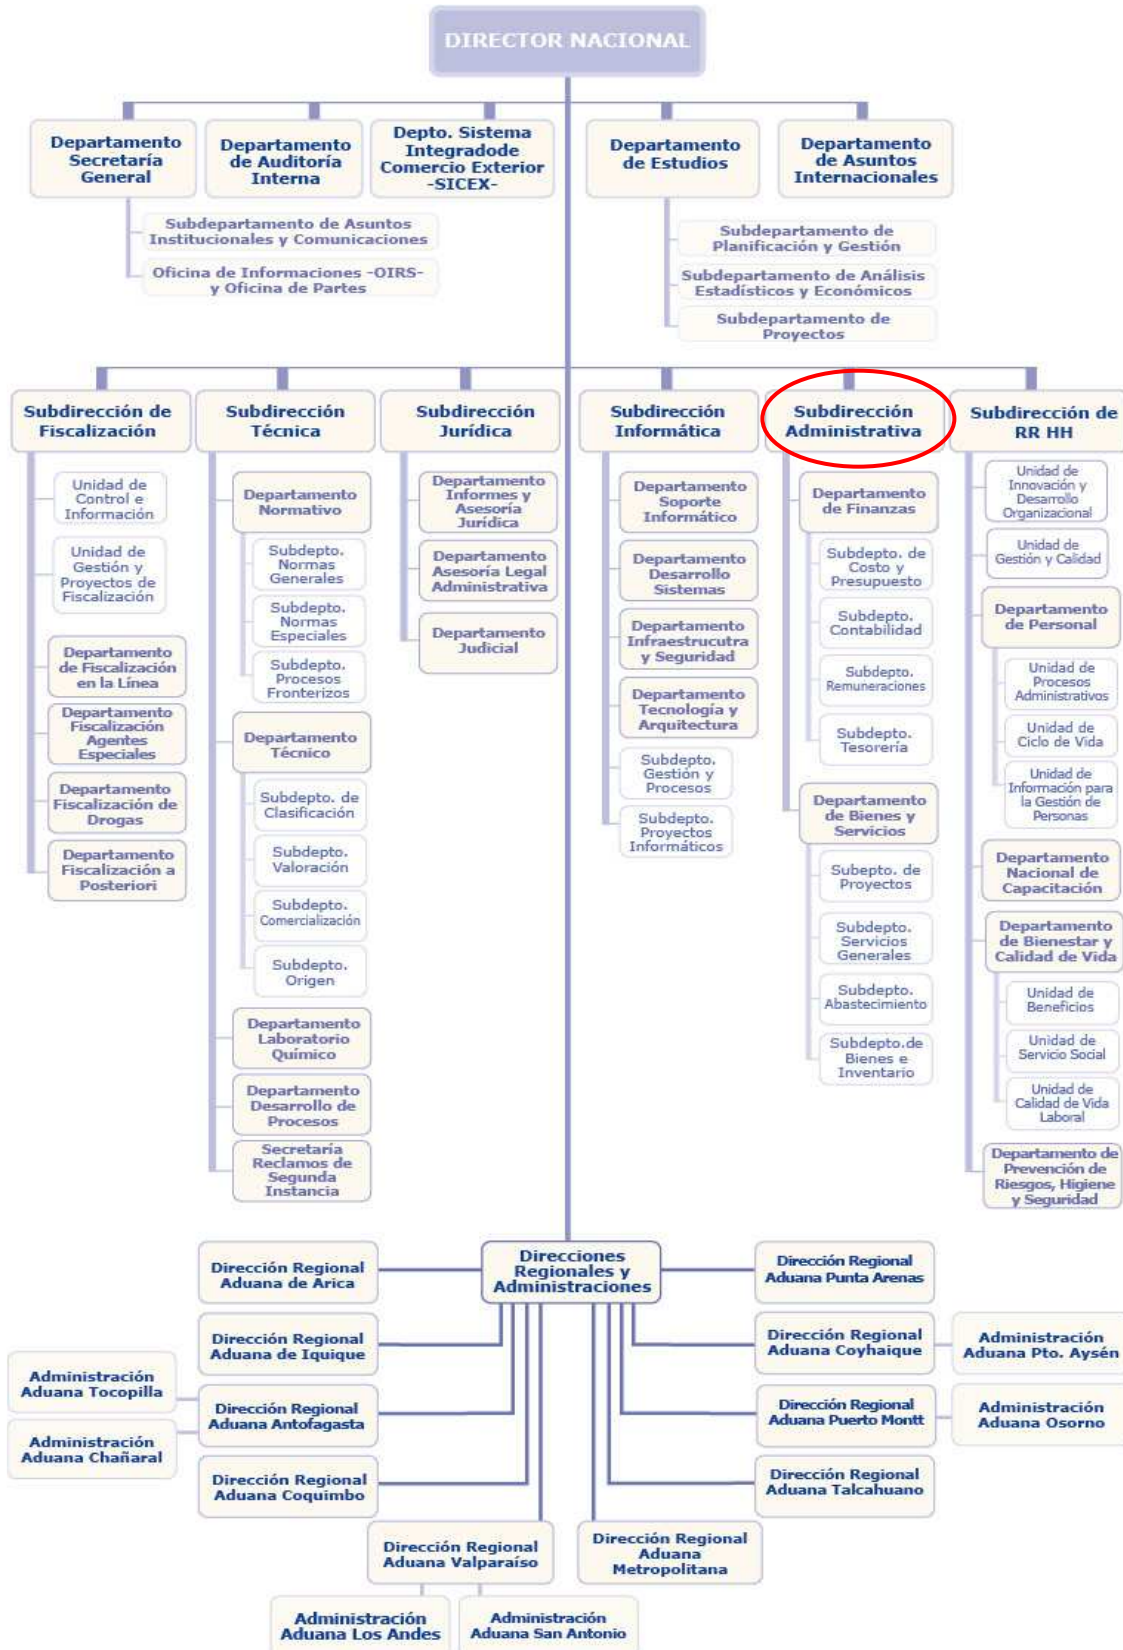 DIRECTOR NACIONAL
Departamento
Secretaría
General
Departamento
de Auditoría
Interna
Depto. Sistema
Integradode
Comercio Exterior
-SICEX-
Departamento
de Estudios
Departamento
de Asuntos
Internacionales
Subdepartamento de Asuntos
Institucionales y Comunicaciones
Oficina de Informaciones -OIRS-
y Oficina de Partes
Subdepartamento de
Planificación y Gestión
Subdepartamento de Análisis
Estadísticos y Económicos
Subdepartamento de
Proyectos
Subdirección de
Fiscalización
Unidad de
Control e
Información
Unidad de
Gestión y
Proyectos de
Fiscalización
Departamento
de Fiscalización
en la Línea
Departamento
Fiscalización
Agentes
Especiales
Departamento
Fiscalización de
Drogas
Departamento
Fiscalización a
Posteriori
Subdirección
Técnica
Departamento
Normativo
Subdepto.
Normas
Generales
Subdepto.
Normas
Especiales
Subdepto.
Procesos
Fronterizos
Departamento
Técnico
Subdepto. de
Clasificación
Subdepto.
Valoración
Subdepto.
Comercialización
Subdepto.
Origen
Departamento
Laboratorio
Químico
Departamento
Desarrollo de
Procesos
Secretaría
Reclamos de
Segunda
Instancia
Subdirección
Jurídica
Departamento
Informes y
Asesoría
Jurídica
Departamento
Asesoría Legal
Administrativa
Departamento
Judicial
Subdirección
Informática
Departamento
Soporte
Informático
Departamento
Desarrollo
Sistemas
Departamento
Infraestrucutra
y Seguridad
Departamento
Tecnología y
Arquitectura
Subdepto.
Gestión y
Procesos
Subdepto.
Proyectos
Informáticos
Subdirección
Administrativa
Departamento
de Finanzas
Subdepto. de
Costo y
Presupuesto
Subdepto.
Contabilidad
Subdepto.
Remuneraciones
Subdepto.
Tesorería
Departamento
de Bienes y
Servicios
Subepto. de
Proyectos
Subdepto.
Servicios
Generales
Subdepto.
Abastecimiento
Subdepto.de
Bienes e
Inventario
Subdirección de
RR HH
Unidad de
Innovación y
Desarrollo
Organizacional
Unidad de
Gestión y Calidad
Departamento
de Personal
Unidad de
Procesos
Administrativos
Unidad de
Ciclo de Vida
Unidad de
Información para
la Gestión de
Personas
Departamento
Nacional de
Capacitación
Departamento
de Bienestar y
Calidad de Vida
Unidad de
Beneficios
Unidad de
Servicio Social
Unidad de
Calidad de Vida
Laboral
Departamento de
Prevención de
Riesgos, Higiene
y Seguridad
Direcciones
Regionales y
Administraciones
Dirección Regional
Aduana de Arica
Dirección Regional
Aduana Punta Arenas
Dirección Regional
Aduana de Iquique
Dirección Regional
Aduana Coyhaique
Administración
Aduana Pto. Aysén
Administración
Aduana Tocopilla
Dirección Regional
Aduana Antofagasta
Dirección Regional
Aduana Puerto Montt
Administración
Aduana Osorno
Administración
Aduana Chañaral
Dirección Regional
Aduana Coquimbo
Dirección Regional
Aduana Talcahuano
Dirección Regional
Aduana Valparaíso
Dirección Regional
Aduana
Metropolitana
Administración
Aduana Los Andes
Administración
Aduana San Antonio